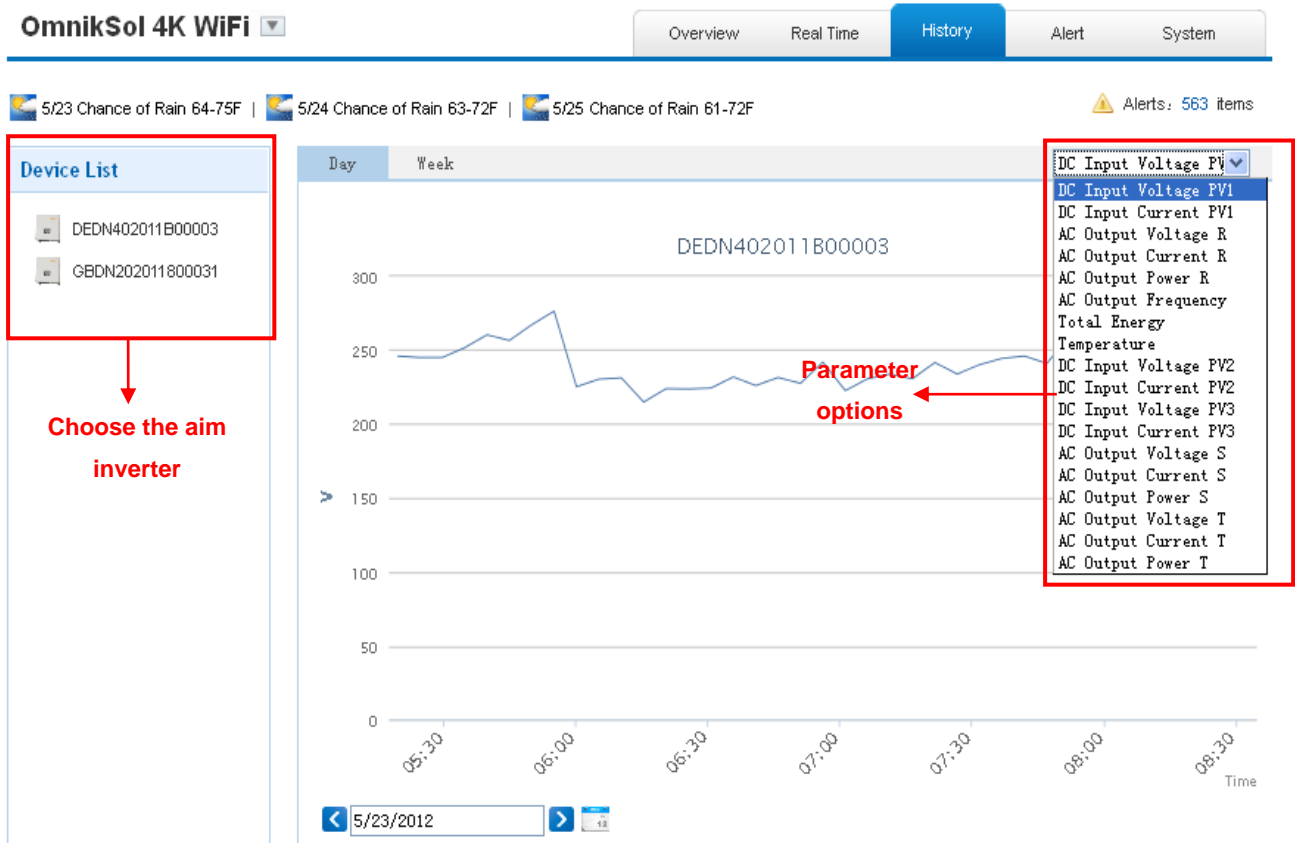 OmnikSol 4K WiFi
Overview Real Time History Alert System
5/23 Chance of Rain 64-75F | 5/24 Chance of Rain 63-72F | 5/25 Chance of Rain 61-72F
Alerts: 563 items
Device List
DEDN402011B00003
GBDN202011800031
Choose the aim
inverter
Day Week
DC Input Voltage PV
DC Input Voltage PV1
DC Input Current PV1
AC Output Voltage R
AC Output Current R
AC Output Power R
AC Output Frequency
Total Energy
Temperature
DC Input Voltage PV2
DC Input Current PV2
DC Input Voltage PV3
DC Input Current PV3
AC Output Voltage S
AC Output Current S
AC Output Power S
AC Output Voltage T
AC Output Current T
AC Output Power T
DEDN402011B00003
Parameter
options
300
250
200
150
100
50
0
V
05:30 06:00 06:30 07:00 07:30 08:00 08:30
Time
5/23/2012
12